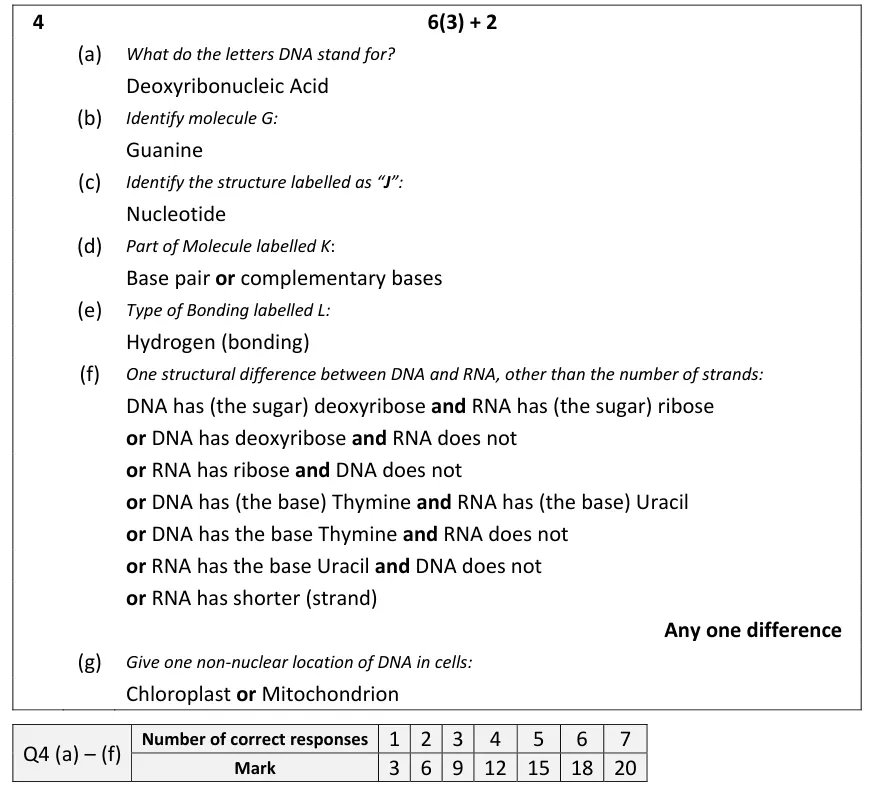 4 6(3) + 2
(a) What do the letters DNA stand for?
Deoxyribonucleic Acid
(b) Identify molecule G:
Guanine
(c) Identify the structure labelled as “J”:
Nucleotide
(d) Part of Molecule labelled K:
Base pair or complementary bases
(e) Type of Bonding labelled L:
Hydrogen (bonding)
(f) One structural difference between DNA and RNA, other than the number of strands:
DNA has (the sugar) deoxyribose and RNA has (the sugar) ribose
or DNA has deoxyribose and RNA does not
or RNA has ribose and DNA does not
or DNA has (the base) Thymine and RNA has (the base) Uracil
or DNA has the base Thymine and RNA does not
or RNA has the base Uracil and DNA does not
or RNA has shorter (strand)
Any one difference
(g) Give one non-nuclear location of DNA in cells:
Chloroplast or Mitochondrion
Q4 (a) – (f)
Number of correct responses 1 2 3 4 5 6 7
Mark 3 6 9 12 15 18 20